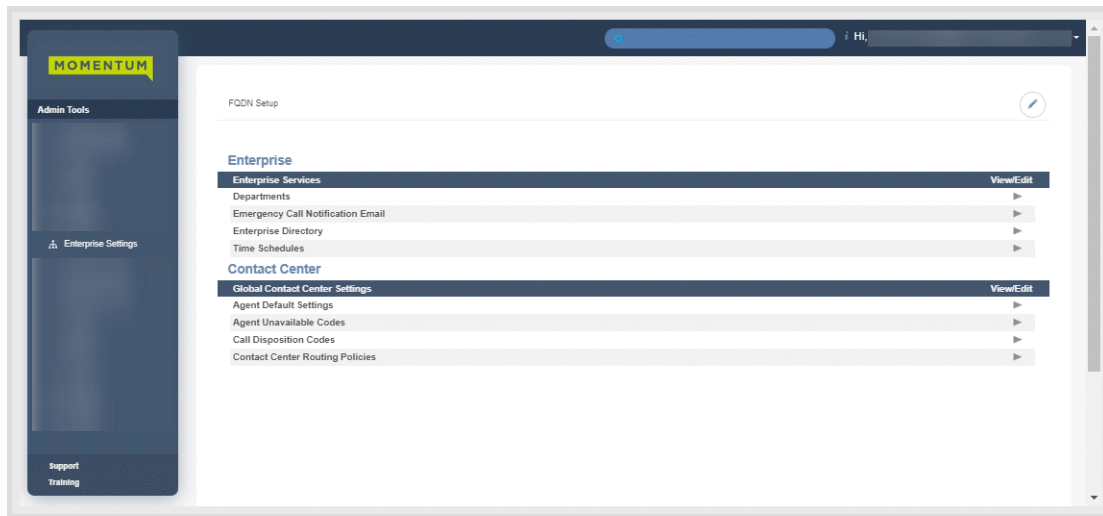 Hi,
MOMENTUM
Admin Tools
Enterprise Settings
Support
Training
FQDN Setup
Enterprise
Enterprise Services View/Edit
Departments
Emergency Call Notification Email
Enterprise Directory
Time Schedules
Contact Center
Global Contact Center Settings View/Edit
Agent Default Settings
Agent Unavailable Codes
Call Disposition Codes
Contact Center Routing Policies